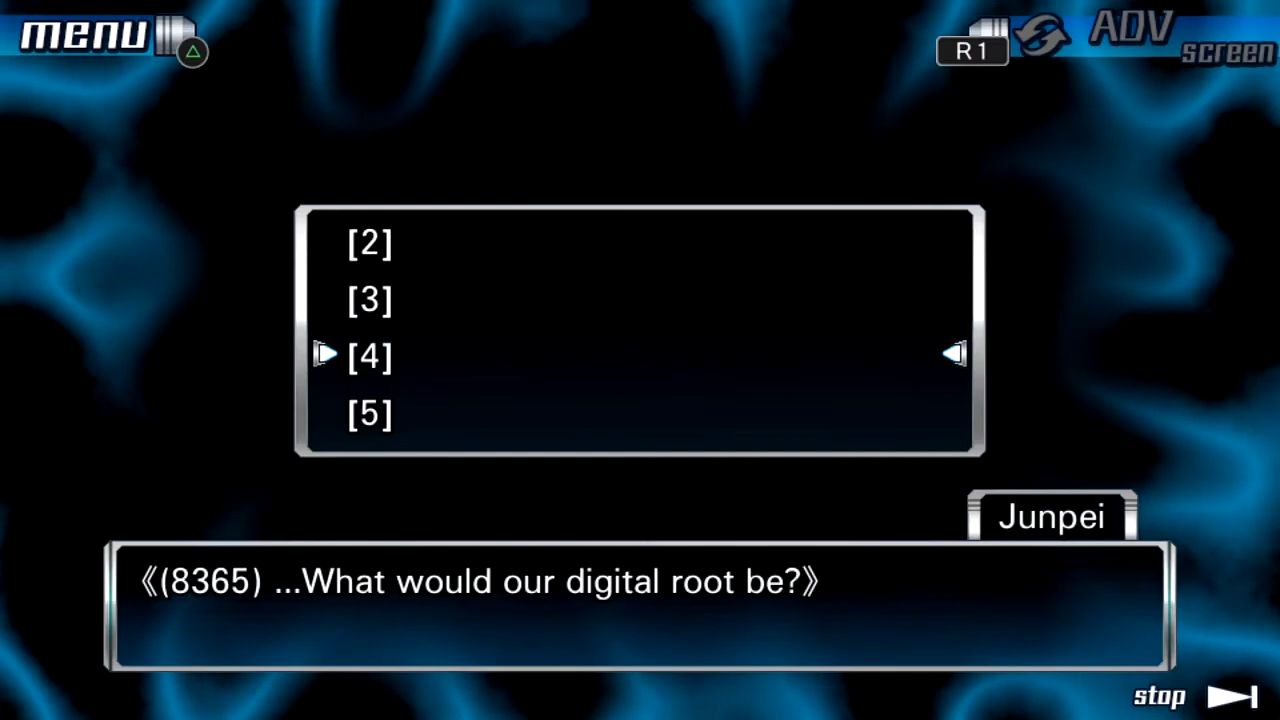 menu
R1
ADV
screen
[2]
[3]
[4]
[5]
Junpei
《(8365) ...What would our digital root be?》
stop